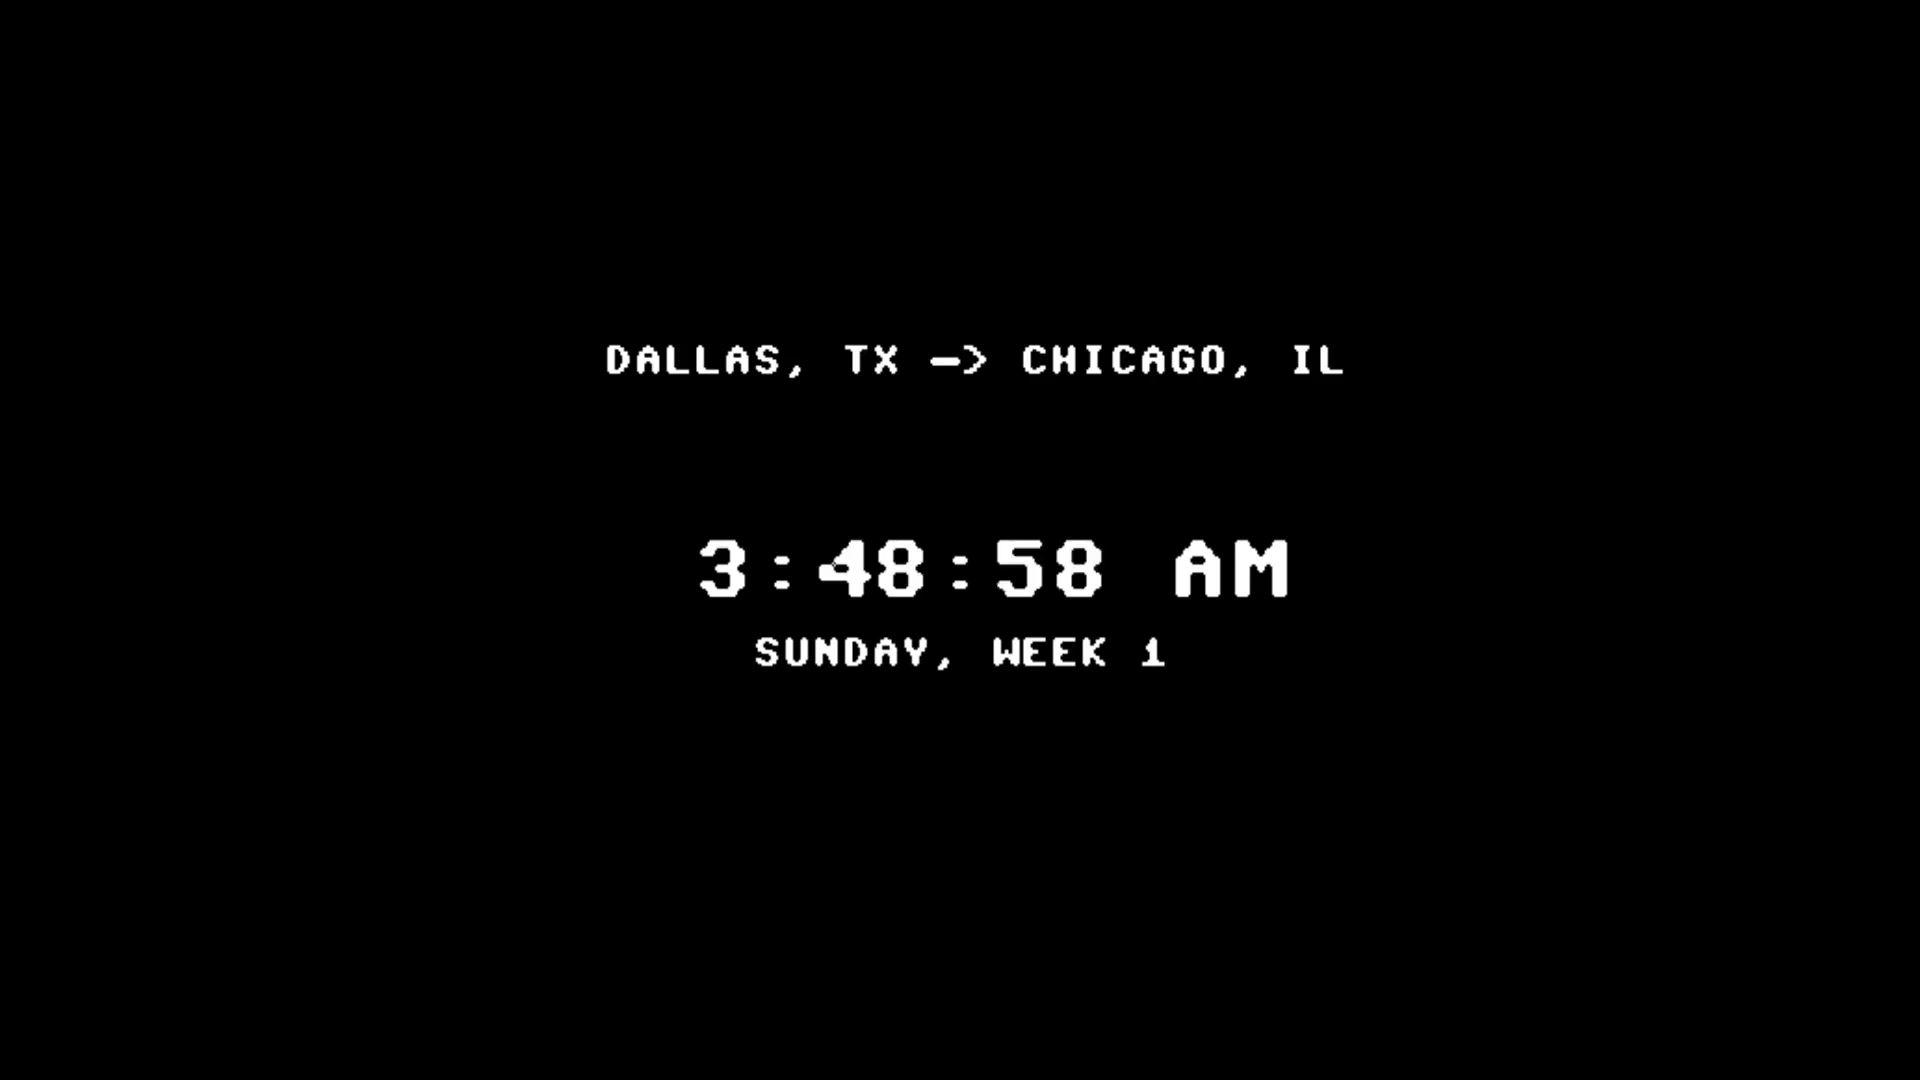 DALLAS, TX —> CHICAGO, IL
3:48:58 AM
SUNDAY, WEEK 1